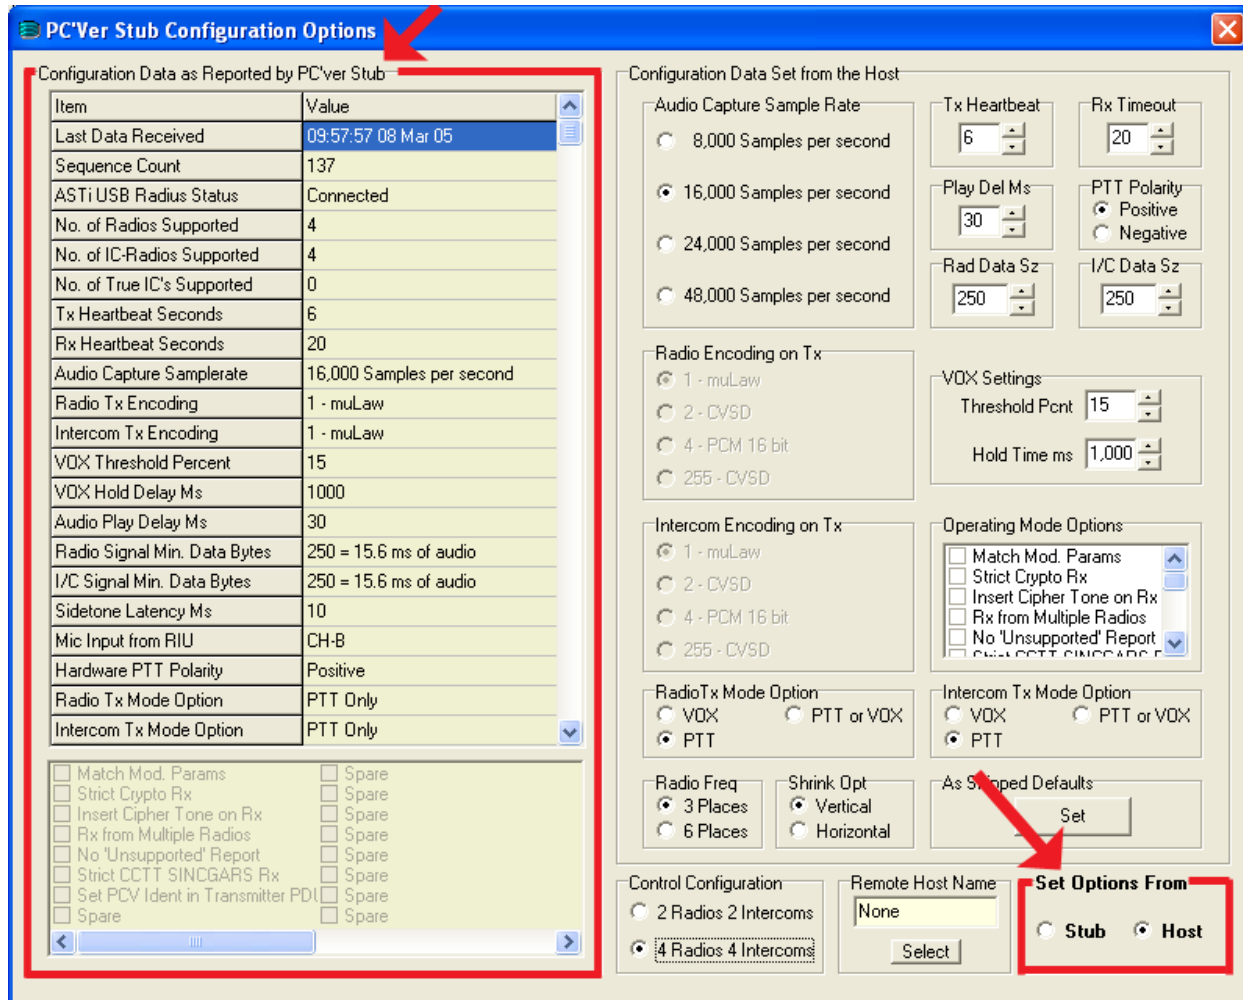 PC'Ver Stub Configuration Options
Configuration Data as Reported by PC'ver Stub
Item Value
Last Data Received 09:57:57 08 Mar 05
Sequence Count 137
ASTi USB Radius Status Connected
No. of Radios Supported 4
No. of IC-Radios Supported 4
No. of True IC's Supported 0
Tx Heartbeat Seconds 6
Rx Heartbeat Seconds 20
Audio Capture Samplerate 16,000 Samples per second
Radio Tx Encoding 1 - muLaw
Intercom Tx Encoding 1 - muLaw
VOX Threshold Percent 15
VOX Hold Delay Ms 1000
Audio Play Delay Ms 30
Radio Signal Min. Data Bytes 250 = 15.6 ms of audio
I/C Signal Min. Data Bytes 250 = 15.6 ms of audio
Sidetone Latency Ms 10
Mic Input from RIU CH-B
Hardware PTT Polarity Positive
Radio Tx Mode Option PTT Only
Intercom Tx Mode Option PTT Only
Match Mod. Params Spare
Strict Crypto Rx Spare
Insert Cipher Tone on Rx Spare
Rx from Multiple Radios Spare
No 'Unsupported' Report Spare
Strict CCTT SINCGARS Rx Spare
Set PCV Ident in Transmitter PDU Spare
Spare Spare
Configuration Data Set from the Host
Audio Capture Sample Rate
8,000 Samples per second
16,000 Samples per second
24,000 Samples per second
48,000 Samples per second
Tx Heartbeat
6
Rx Timeout
20
Play Del Ms
30
PTT Polarity
Positive
Negative
Rad Data Sz
250
I/C Data Sz
250
Radio Encoding on Tx
1 - muLaw
2 - CVSD
4 - PCM 16 bit
255 - CVSD
VOX Settings
Threshold Pcnt 15
Hold Time ms 1,000
Intercom Encoding on Tx
1 - muLaw
2 - CVSD
4 - PCM 16 bit
255 - CVSD
Operating Mode Options
Match Mod. Params
Strict Crypto Rx
Insert Cipher Tone on Rx
Rx from Multiple Radios
No 'Unsupported' Report
Strict CCTT SINCGARS
RadioTx Mode Option
VOX PTT or VOX
PTT
Intercom Tx Mode Option
VOX PTT or VOX
PTT
Radio Freq
3 Places
6 Places
Shrink Opt
Vertical
Horizontal
As Shipped Defaults
Set
Control Configuration
2 Radios 2 Intercoms
4 Radios 4 Intercoms
Remote Host Name
None
Select
Set Options From
Stub Host